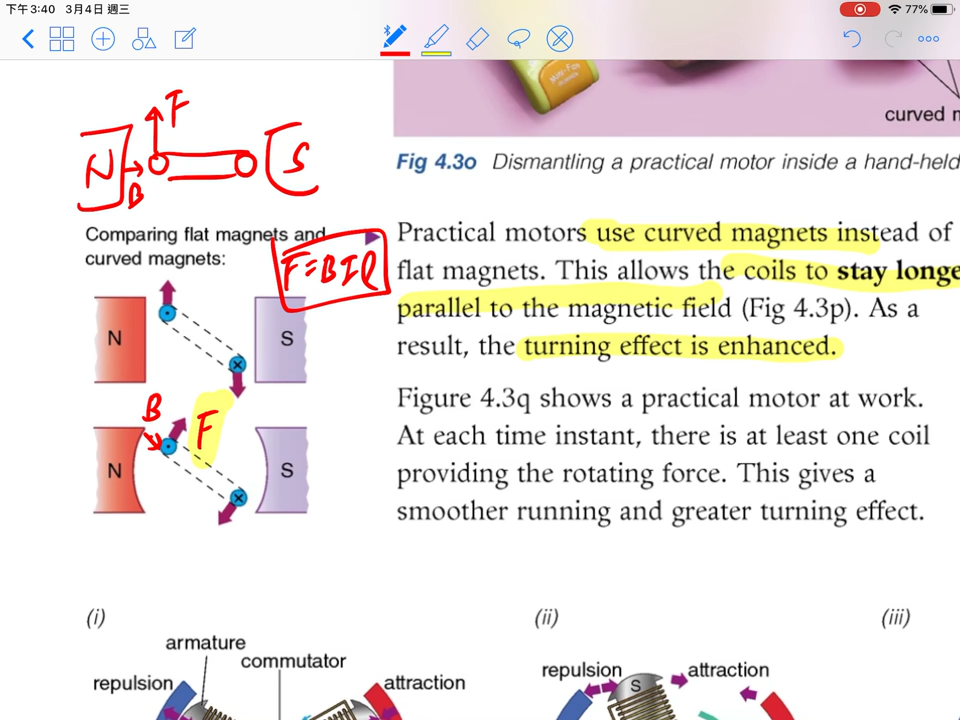 下午3:40 3月4日 週三
77%
curved
F
N
B
S
Fig 4.3o Dismantling a practical motor inside a hand-held
Comparing flat magnets and
curved magnets:
F=BIl
N
S
B
F
N
S
Practical motors use curved magnets instead of
flat magnets. This allows the coils to stay longe
parallel to the magnetic field (Fig 4.3p). As a
result, the turning effect is enhanced.
Figure 4.3q shows a practical motor at work.
At each time instant, there is at least one coil
providing the rotating force. This gives a
smoother running and greater turning effect.
(i)
armature
commutator
repulsion
attraction
(ii)
repulsion
attraction
S
(iii)